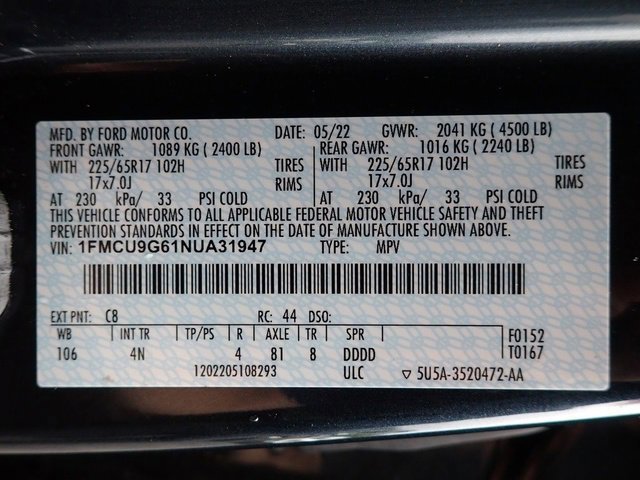 MFD. BY FORD MOTOR CO. DATE: 05/22 GVWR: 2041 KG ( 4500 LB)
FRONT GAWR: 1089 KG ( 2400 LB) REAR GAWR: 1016 KG ( 2240 LB)
WITH 225/65R17 102H TIRES WITH 225/65R17 102H TIRES
17x7.0J RIMS 17x7.0J RIMS
AT 230 kPa/ 33 PSI COLD AT 230 kPa/ 33 PSI COLD
THIS VEHICLE CONFORMS TO ALL APPLICABLE FEDERAL MOTOR VEHICLE SAFETY AND THEFT
PREVENTION STANDARDS IN EFFECT ON THE DATE OF MANUFACTURE SHOWN ABOVE.
VIN: 1FMCU9G61NUA31947 TYPE: MPV
EXT PNT: C8 RC: 44 DSO:
WB INT TR TP/PS R AXLE TR SPR F0152
106 4N 4 81 8 DDDD T0167
1202205108293 ULC ▽ 5U5A-3520472-AA